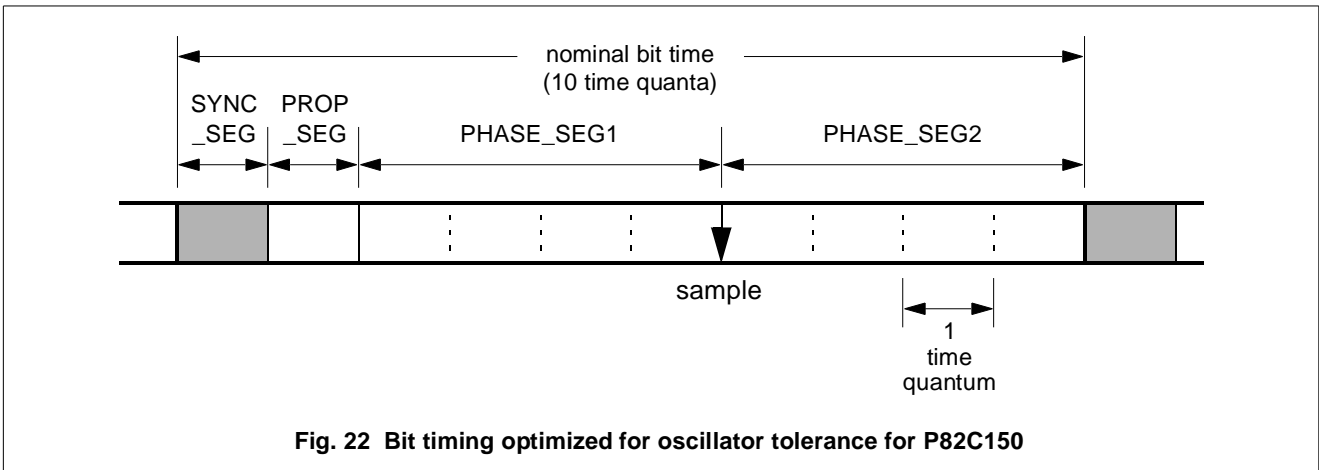 nominal bit time
(10 time quanta)
SYNC
_SEG
PROP
_SEG
PHASE_SEG1
PHASE_SEG2
sample
1
time
quantum
Fig. 22 Bit timing optimized for oscillator tolerance for P82C150